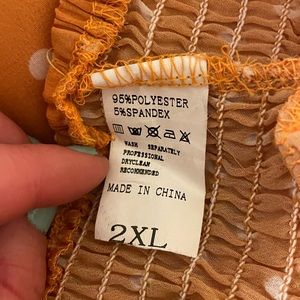 95%POLYESTER
5%SPANDEX
WASH SEPARATELY
PROFESSIONAL
DRYCLEAN
RECOMMENDED
MADE IN CHINA
2XL